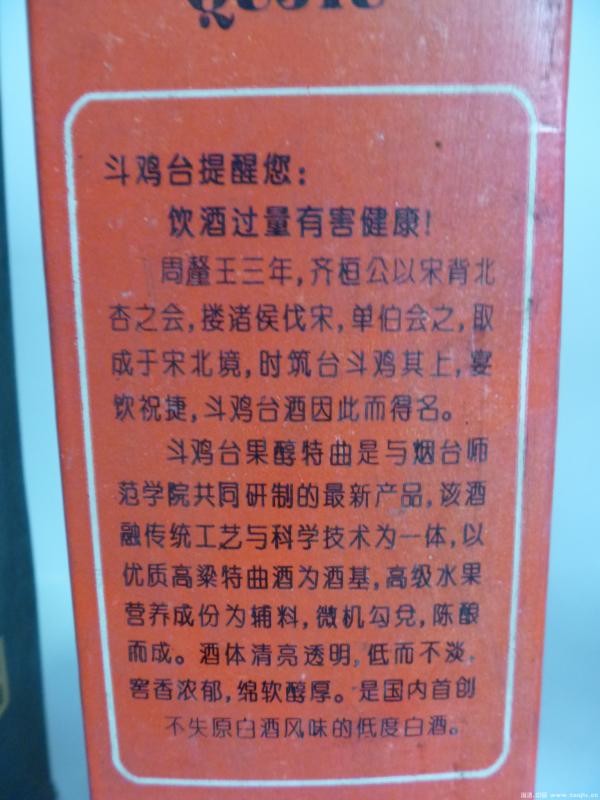 斗鸡台提醒您:
饮酒过量有害健康!
周釐王三年,齐桓公以宋背北
杏之会,搂诸侯伐宋,单伯会之,取
成于宋北境,时筑台斗鸡其上,宴
饮祝捷,斗鸡台酒因此而得名。
斗鸡台果醇特曲是与烟台师
范学院共同研制的最新产品,该酒
融传统工艺与科学技术为一体,以
优质高粱特曲酒为酒基,高级水果
营养成份为辅料,微机勾兑,陈酿
而成。酒体清亮透明,低而不淡,
窖香浓郁,绵软醇厚。是国内首创
不失原白酒风味的低度白酒。